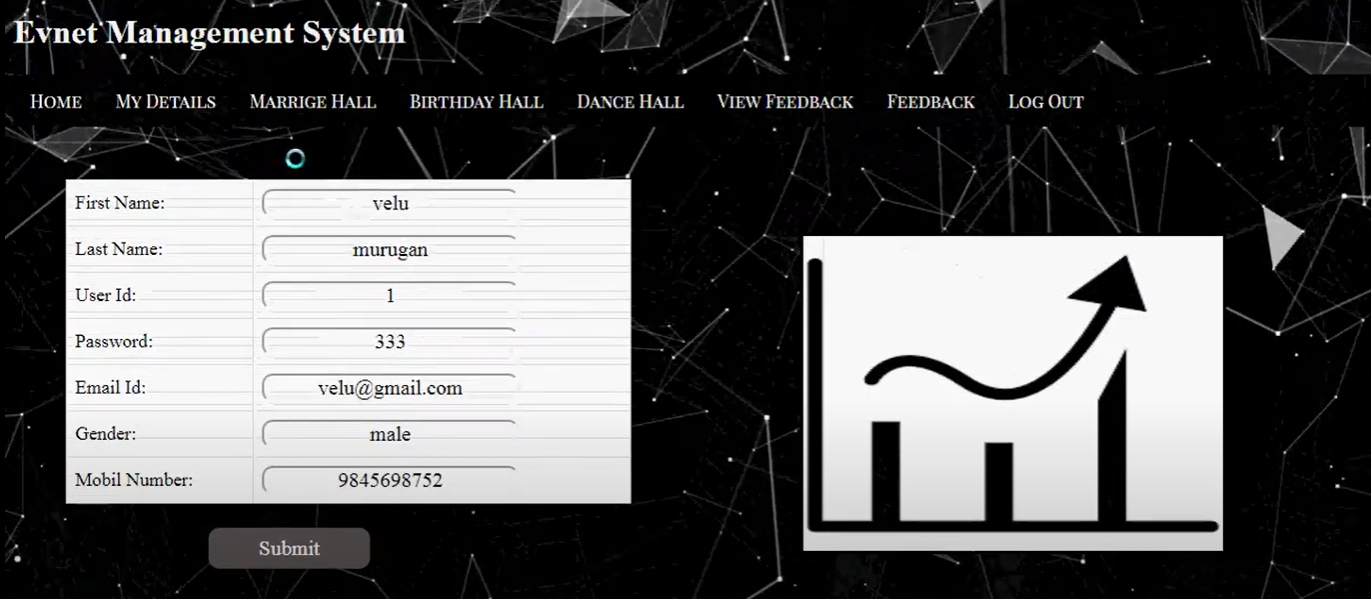 Evnet Management System
HOME MY DETAILS MARRIGE HALL BIRTHDAY HALL DANCE HALL VIEW FEEDBACK FEEDBACK LOG OUT
First Name: velu
Last Name: murugan
User Id: 1
Password: 333
Email Id: velu@gmail.com
Gender: male
Mobil Number: 9845698752
Submit